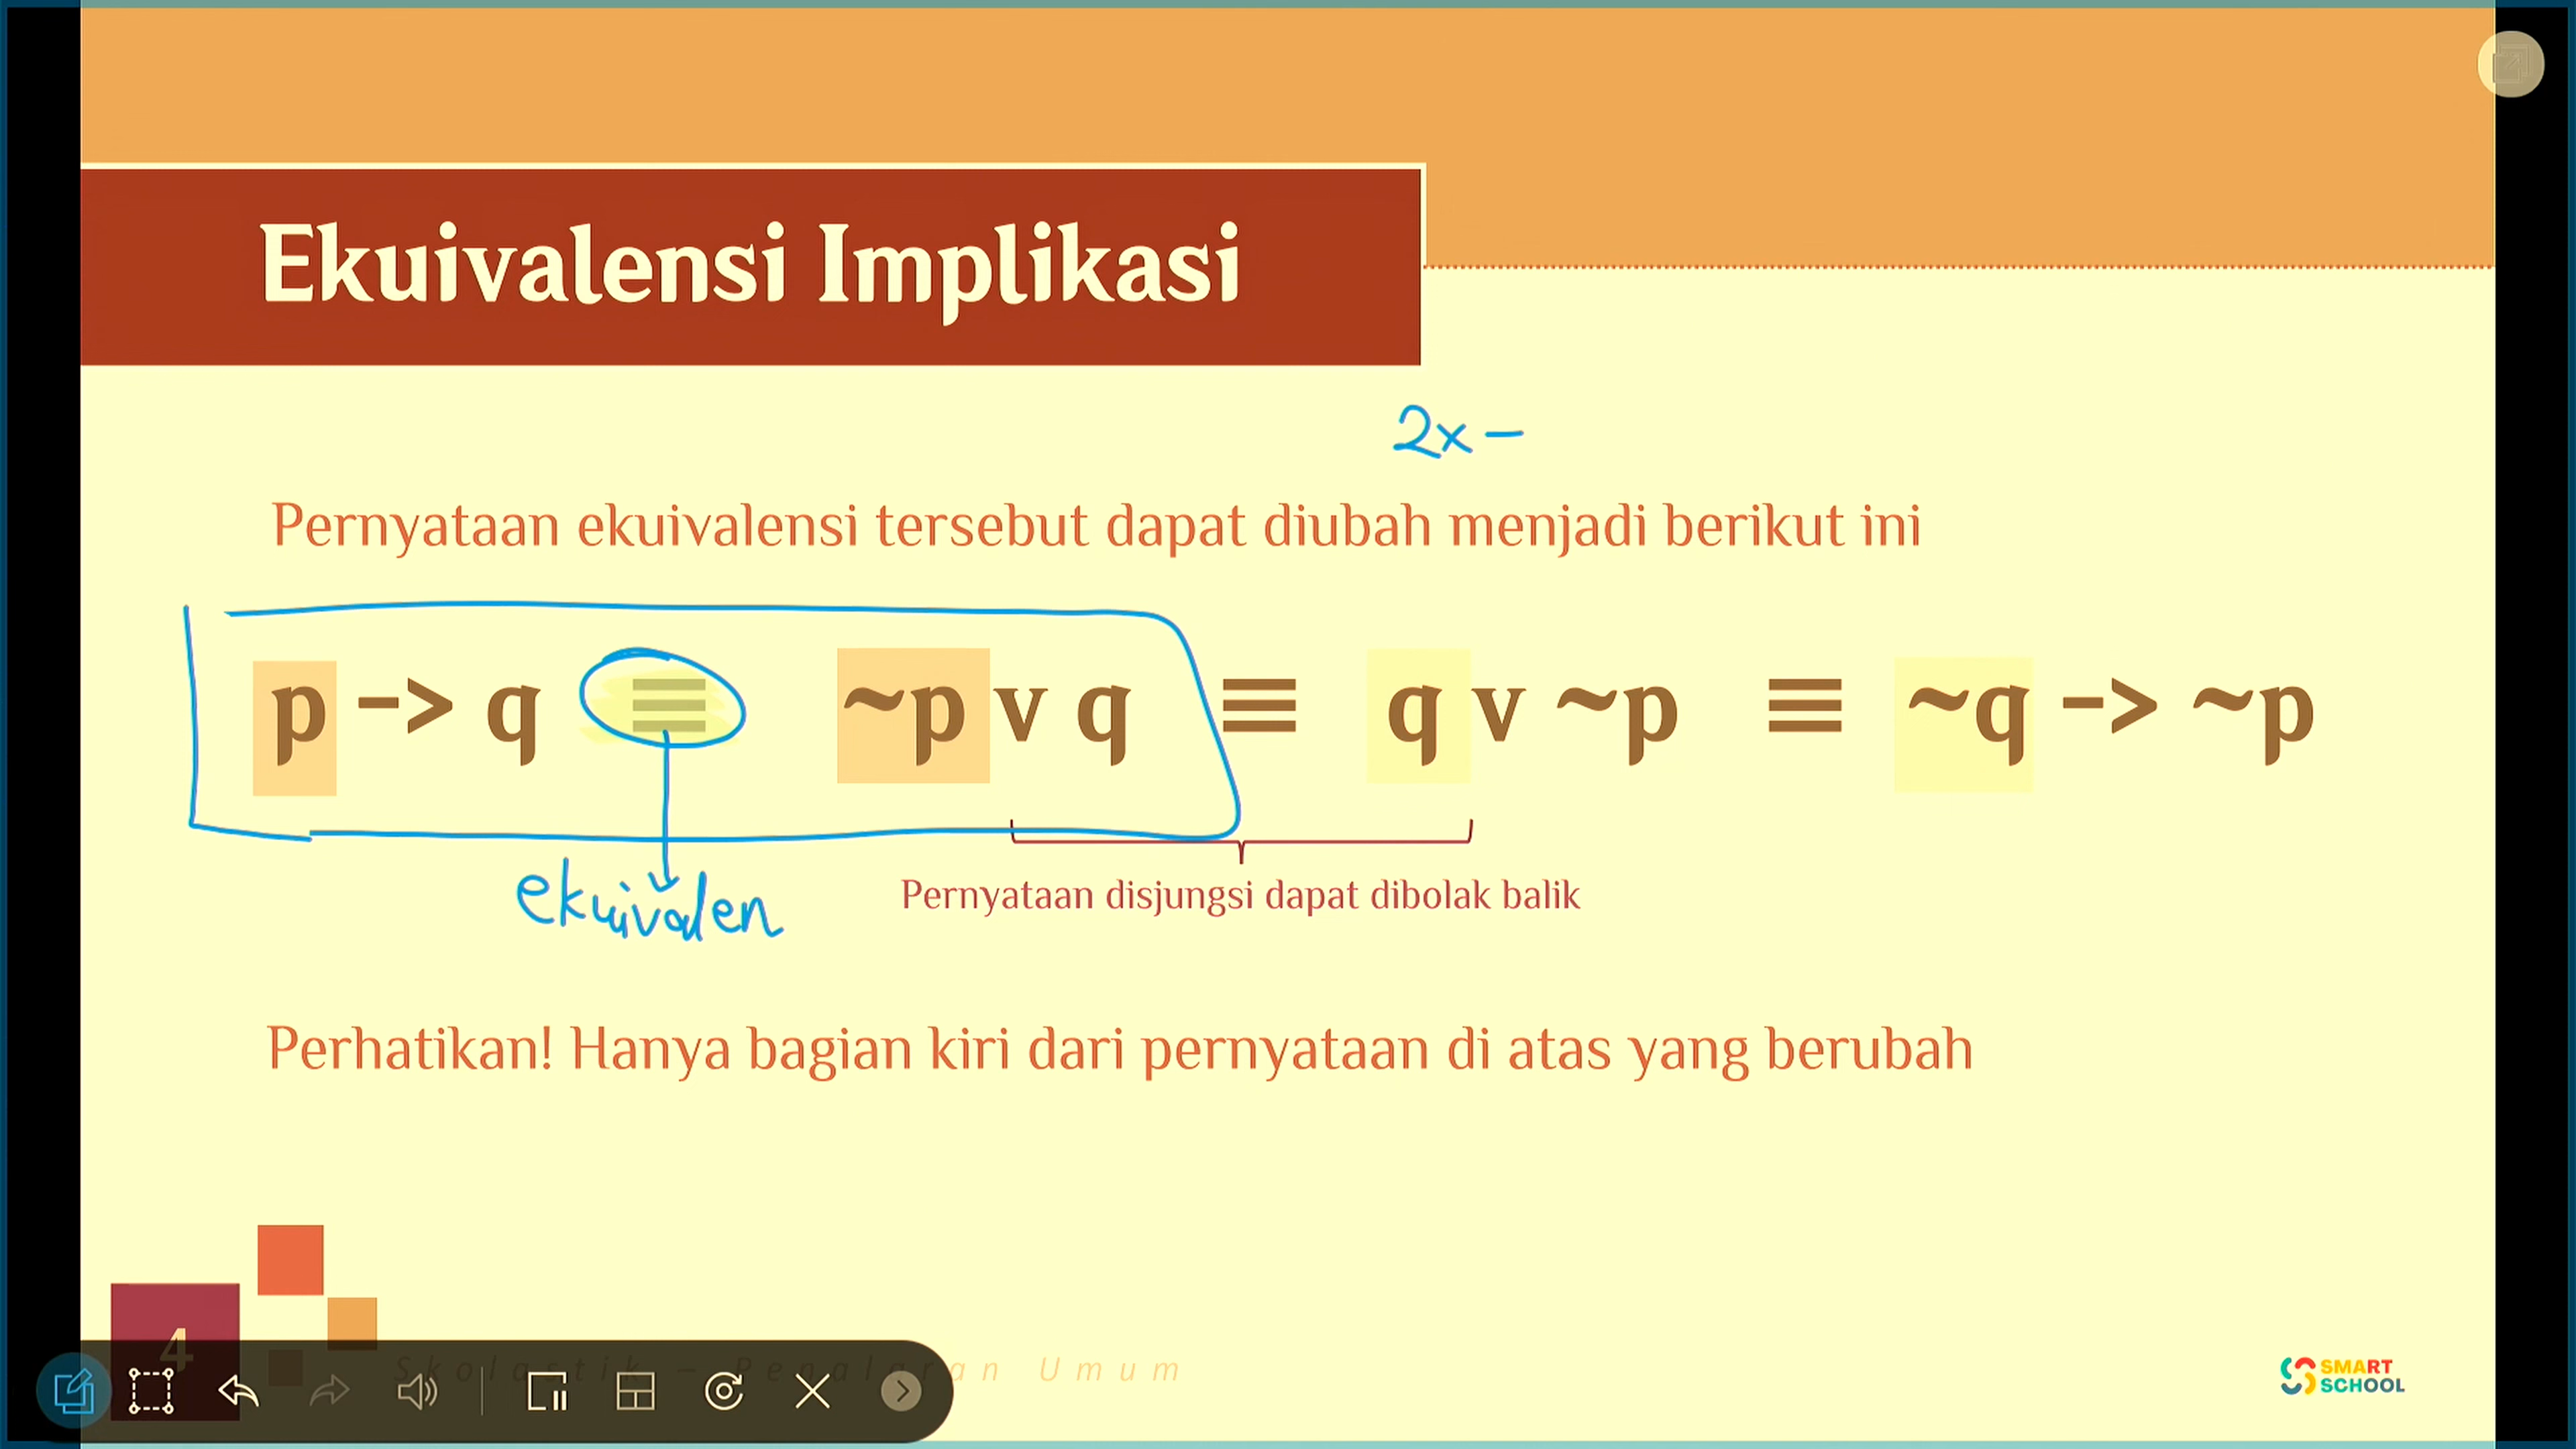 Ekuivalensi Implikasi
2x –
Pernyataan ekuivalensi tersebut dapat diubah menjadi berikut ini
p -> q ≡ ~p v q ≡ q v ~p ≡ ~q -> ~p
ekuivalen
Pernyataan disjungsi dapat dibolak balik
Perhatikan! Hanya bagian kiri dari pernyataan di atas yang berubah
4
Skolastik – Penalaran Umum
SMART
SCHOOL